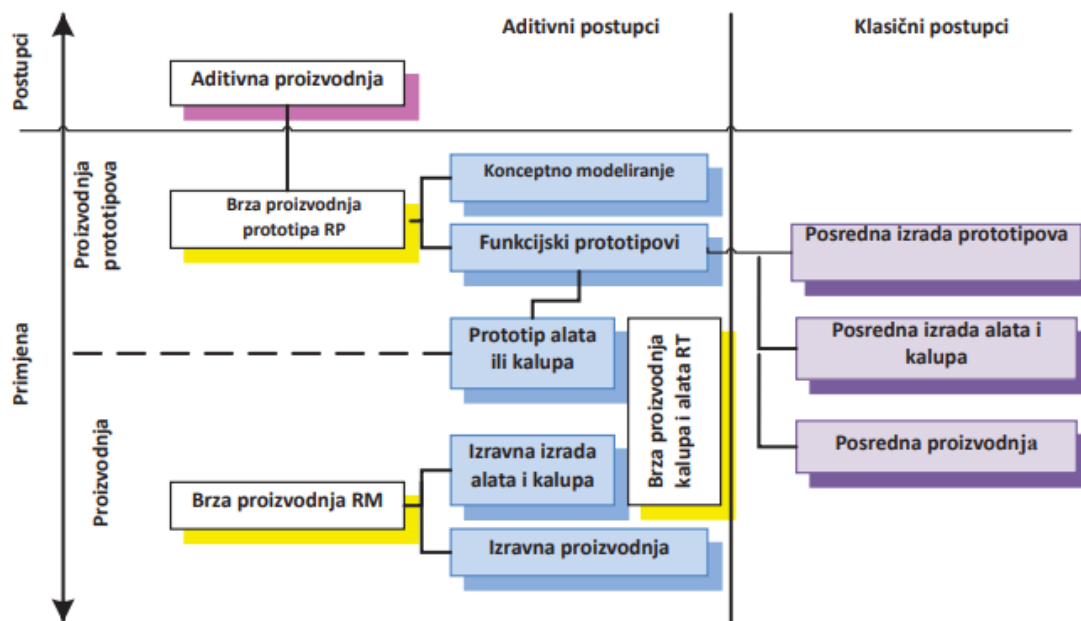 Aditivni postupci
Klasični postupci
Postupci
Aditivna proizvodnja
Proizvodnja
prototipova
Brza proizvodnja
prototipa RP
Konceptno modeliranje
Funkcijski prototipovi
Posredna izrada prototipova
Primjena
Prototip alata
ili kalupa
Brza proizvodnja
kalupa i alata RT
Posredna izrada alata i
kalupa
Proizvodnja
Brza proizvodnja RM
Izravna izrada
alata i kalupa
Posredna proizvodnja
Izravna proizvodnja